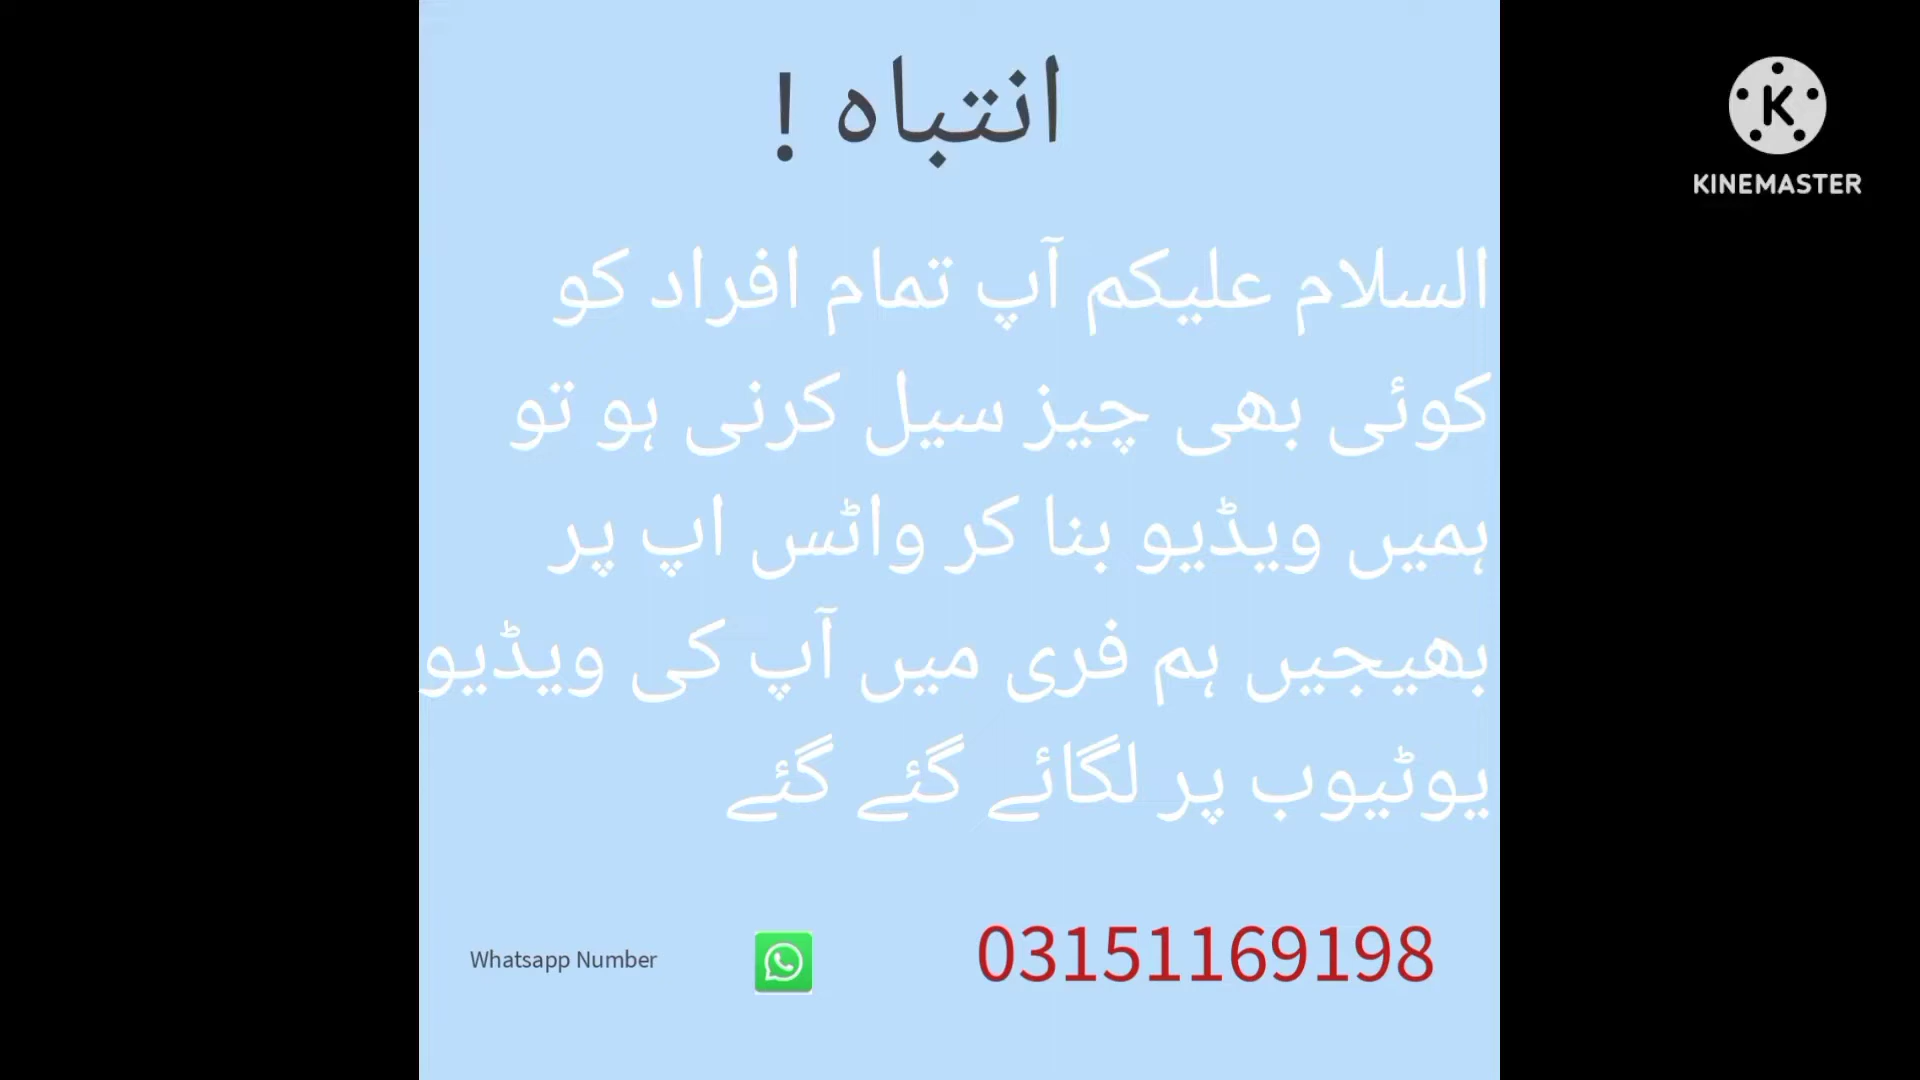 انتباہ !
KINEMASTER
السلام علیکم آپ تمام افراد کو
کوئی بھی چیز سیل کرنی ہو تو
ہمیں ویڈیو بنا کر واٹس اپ پر
بھیجیں ہم فری میں آپ کی ویڈیو
یوٹیوب پر لگائے گئے گئے
Whatsapp Number
03151169198